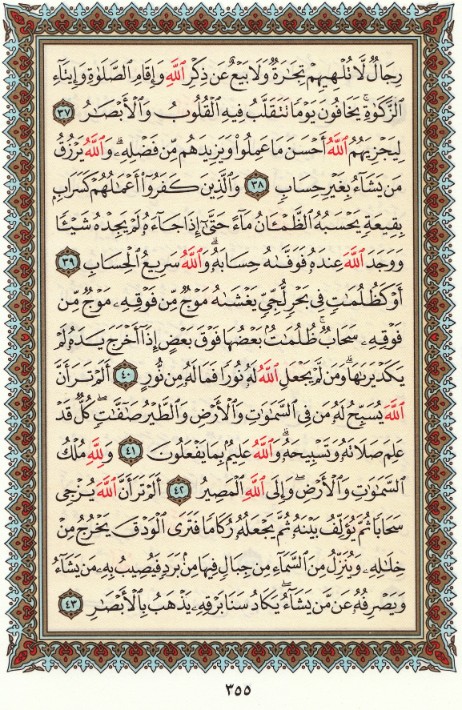 رِجَالٌ لَّا تُلْهِيهِمْ تِجَٰرَةٌ وَلَا بَيْعٌ عَن ذِكْرِ ٱللَّهِ وَإِقَامِ ٱلصَّلَوٰةِ وَإِيتَآءِ
ٱلزَّكَوٰةِ يَخَافُونَ يَوْمًا تَتَقَلَّبُ فِيهِ ٱلْقُلُوبُ وَٱلْأَبْصَٰرُ ٣٧
لِيَجْزِيَهُمُ ٱللَّهُ أَحْسَنَ مَا عَمِلُوا۟ وَيَزِيدَهُم مِّن فَضْلِهِۦ وَٱللَّهُ يَرْزُقُ
مَن يَشَآءُ بِغَيْرِ حِسَابٍ ٣٨ وَٱلَّذِينَ كَفَرُوٓا۟ أَعْمَٰلُهُمْ كَسَرَابٍۭ
بِقِيعَةٍ يَحْسَبُهُ ٱلظَّمْـَٔانُ مَآءً حَتَّىٰٓ إِذَا جَآءَهُۥ لَمْ يَجِدْهُ شَيْـًٔا
وَوَجَدَ ٱللَّهَ عِندَهُۥ فَوَفَّىٰهُ حِسَابَهُۥ وَٱللَّهُ سَرِيعُ ٱلْحِسَابِ ٣٩
أَوْ كَظُلُمَٰتٍ فِى بَحْرٍ لُّجِّىٍّ يَغْشَىٰهُ مَوْجٌ مِّن فَوْقِهِۦ مَوْجٌ مِّن
فَوْقِهِۦ سَحَابٌ ظُلُمَٰتٌۢ بَعْضُهَا فَوْقَ بَعْضٍ إِذَآ أَخْرَجَ يَدَهُۥ لَمْ
يَكَدْ يَرَىٰهَا وَمَن لَّمْ يَجْعَلِ ٱللَّهُ لَهُۥ نُورًا فَمَا لَهُۥ مِن نُّورٍ ٤٠ أَلَمْ تَرَ أَنَّ
ٱللَّهَ يُسَبِّحُ لَهُۥ مَن فِى ٱلسَّمَٰوَٰتِ وَٱلْأَرْضِ وَٱلطَّيْرُ صَٰٓفَّٰتٍ كُلٌّ قَدْ
عَلِمَ صَلَاتَهُۥ وَتَسْبِيحَهُۥ وَٱللَّهُ عَلِيمٌۢ بِمَا يَفْعَلُونَ ٤١ وَلِلَّهِ مُلْكُ
ٱلسَّمَٰوَٰتِ وَٱلْأَرْضِ وَإِلَى ٱللَّهِ ٱلْمَصِيرُ ٤٢ أَلَمْ تَرَ أَنَّ ٱللَّهَ يُزْجِى
سَحَابًا ثُمَّ يُؤَلِّفُ بَيْنَهُۥ ثُمَّ يَجْعَلُهُۥ رُكَامًا فَتَرَى ٱلْوَدْقَ يَخْرُجُ مِنْ
خِلَٰلِهِۦ وَيُنَزِّلُ مِنَ ٱلسَّمَآءِ مِن جِبَالٍ فِيهَا مِنۢ بَرَدٍ فَيُصِيبُ بِهِۦ مَن يَشَآءُ
وَيَصْرِفُهُۥ عَن مَّن يَشَآءُ يَكَادُ سَنَا بَرْقِهِۦ يَذْهَبُ بِٱلْأَبْصَٰرِ ٤٣
٣٥٥